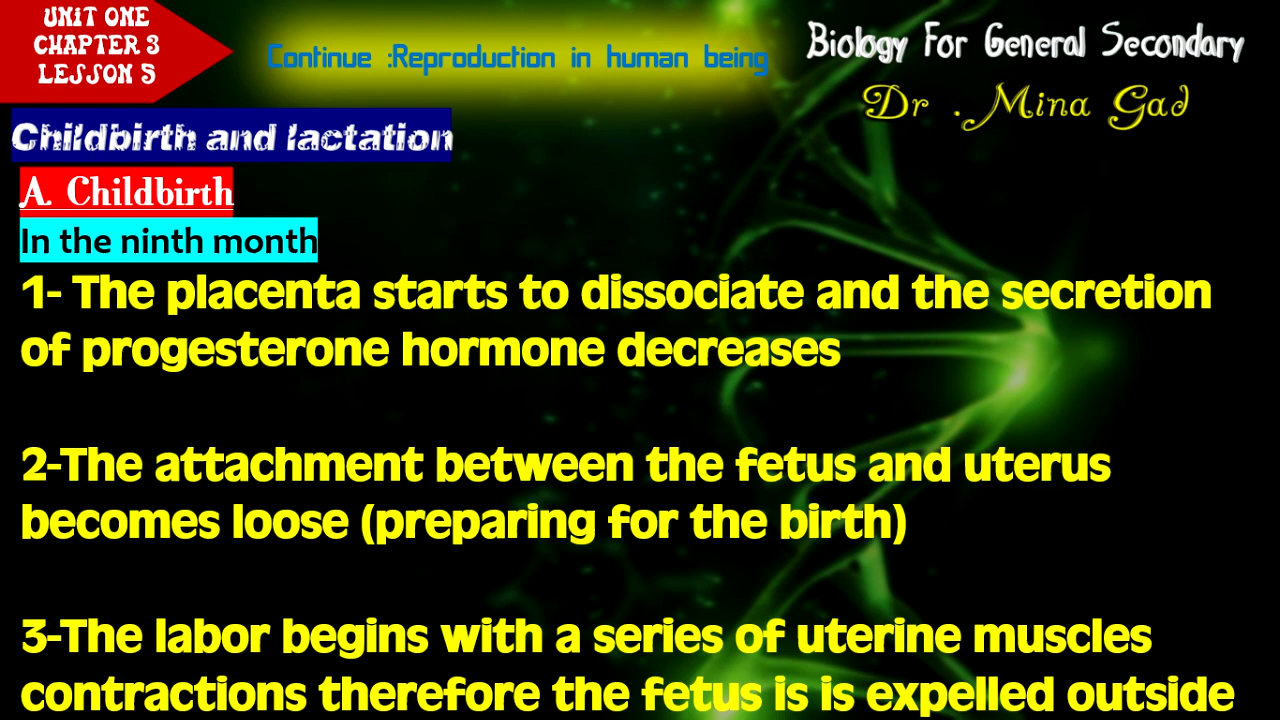 UNIT ONE
CHAPTER 3
LESSON 5
Continue :Reproduction in human being
Biology For General Secondary
Dr .Mina Gad
Childbirth and lactation
A. Childbirth
In the ninth month
1- The placenta starts to dissociate and the secretion
of progesterone hormone decreases
2-The attachment between the fetus and uterus
becomes loose (preparing for the birth)
3-The labor begins with a series of uterine muscles
contractions therefore the fetus is is expelled outside